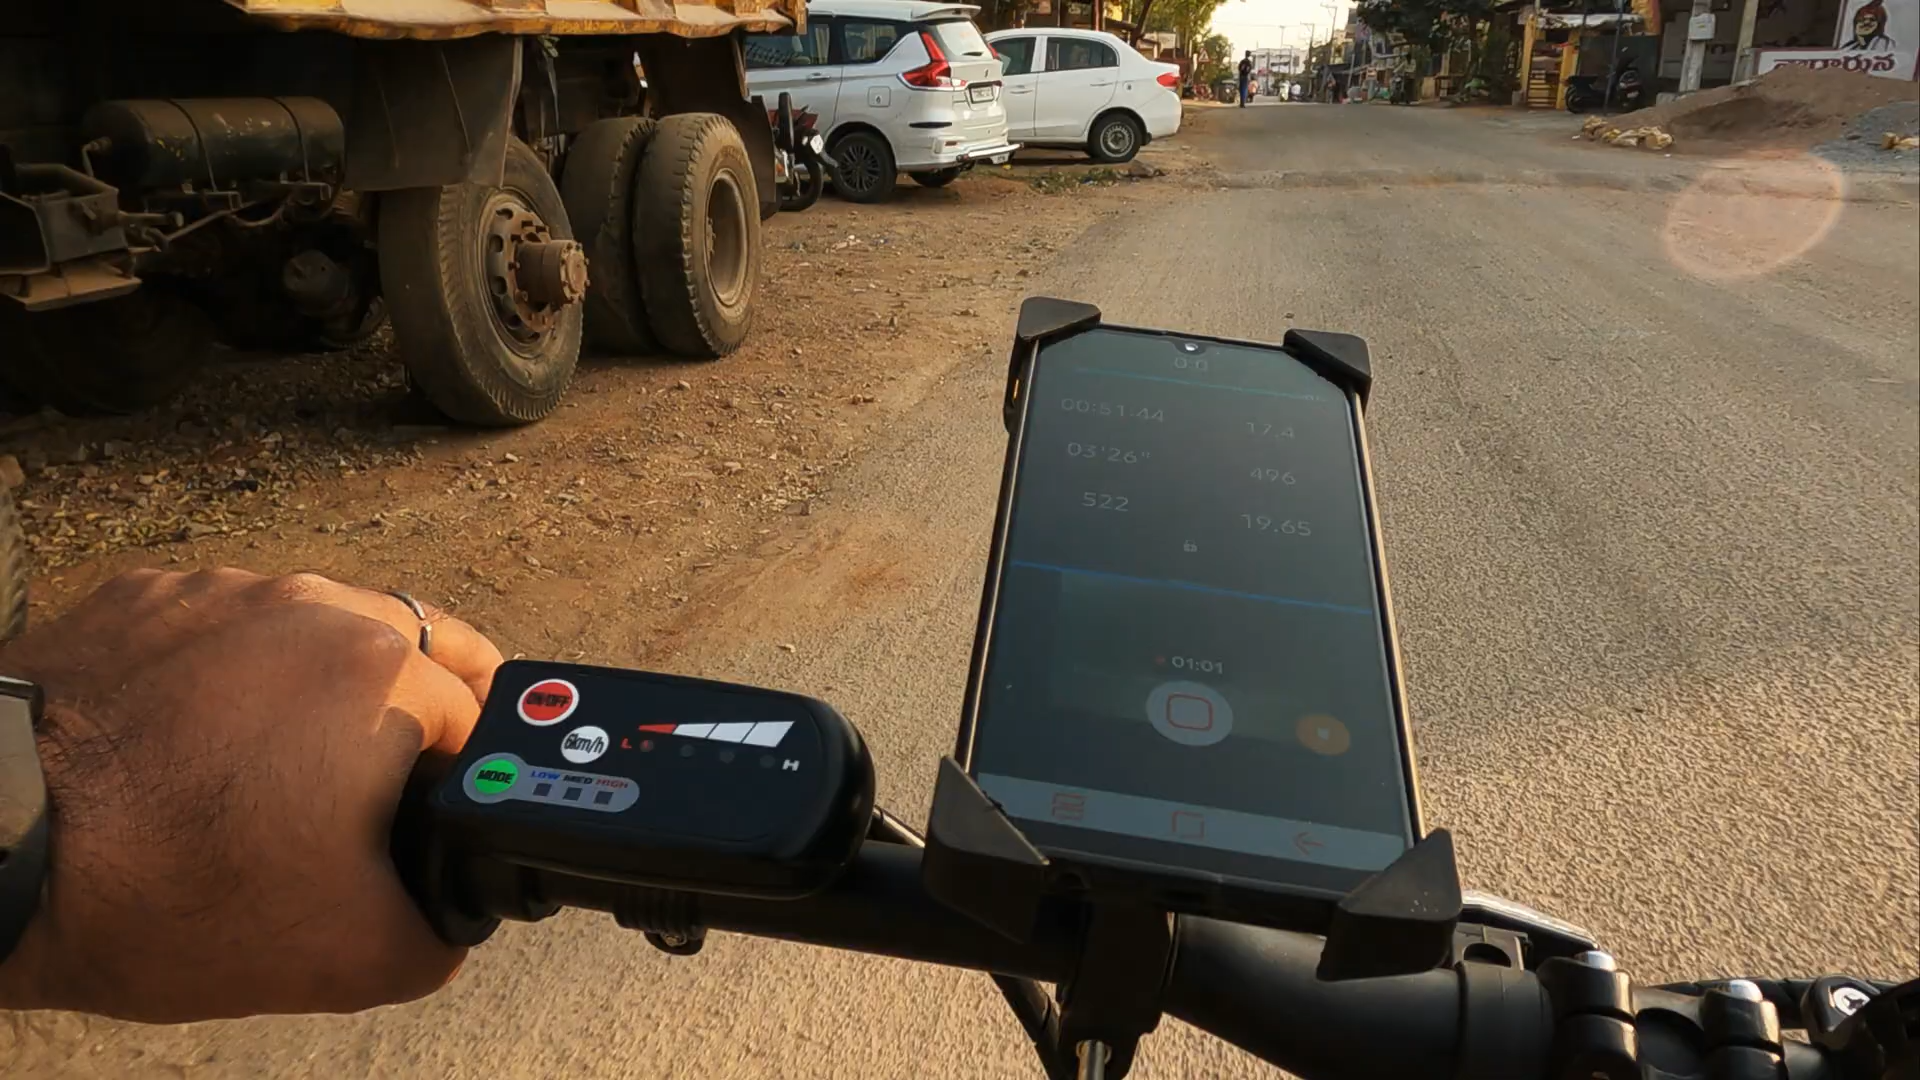 0.0
00:51:44
17.4
03'26"
496
522
19.65
01:01
ON/OFF
6km/h
L
H
MODE
LOW MED HIGH